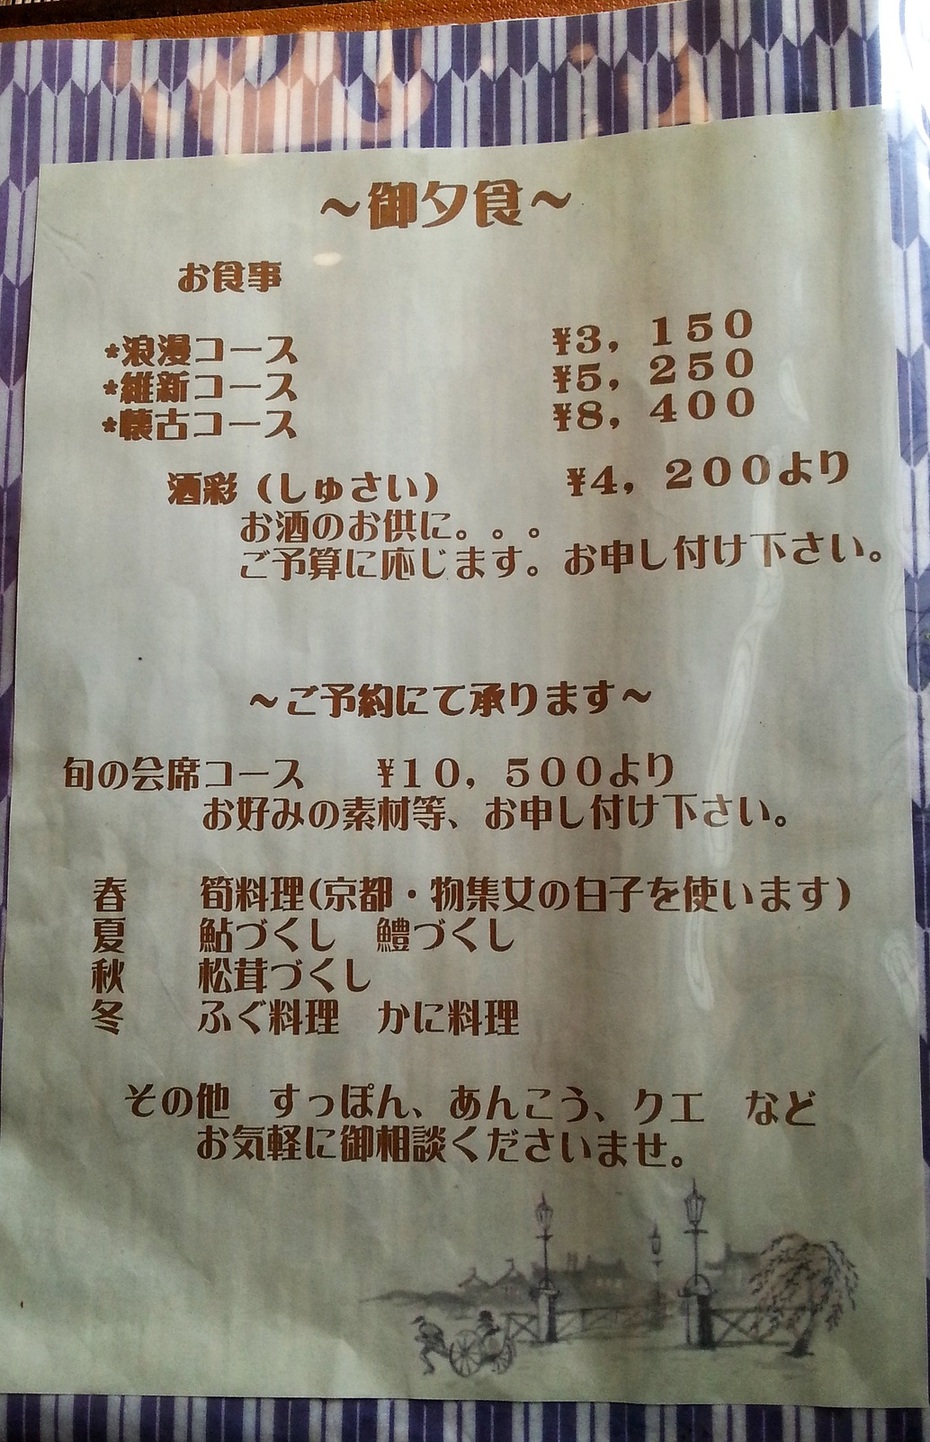 ～御夕食～
お食事
*浪漫コース ¥3，150
*維新コース ¥5，250
*懐古コース ¥8，400
酒彩（しゅさい） ¥4，200より
お酒のお供に。。。
ご予算に応じます。お申し付け下さい。
～ご予約にて承ります～
旬の会席コース ¥10，500より
お好みの素材等、お申し付け下さい。
春 筍料理(京都・物集女の白子を使います)
夏 鮎づくし 鱧づくし
秋 松茸づくし
冬 ふぐ料理 かに料理
その他 すっぽん、あんこう、クエ など
お気軽に御相談くださいませ。